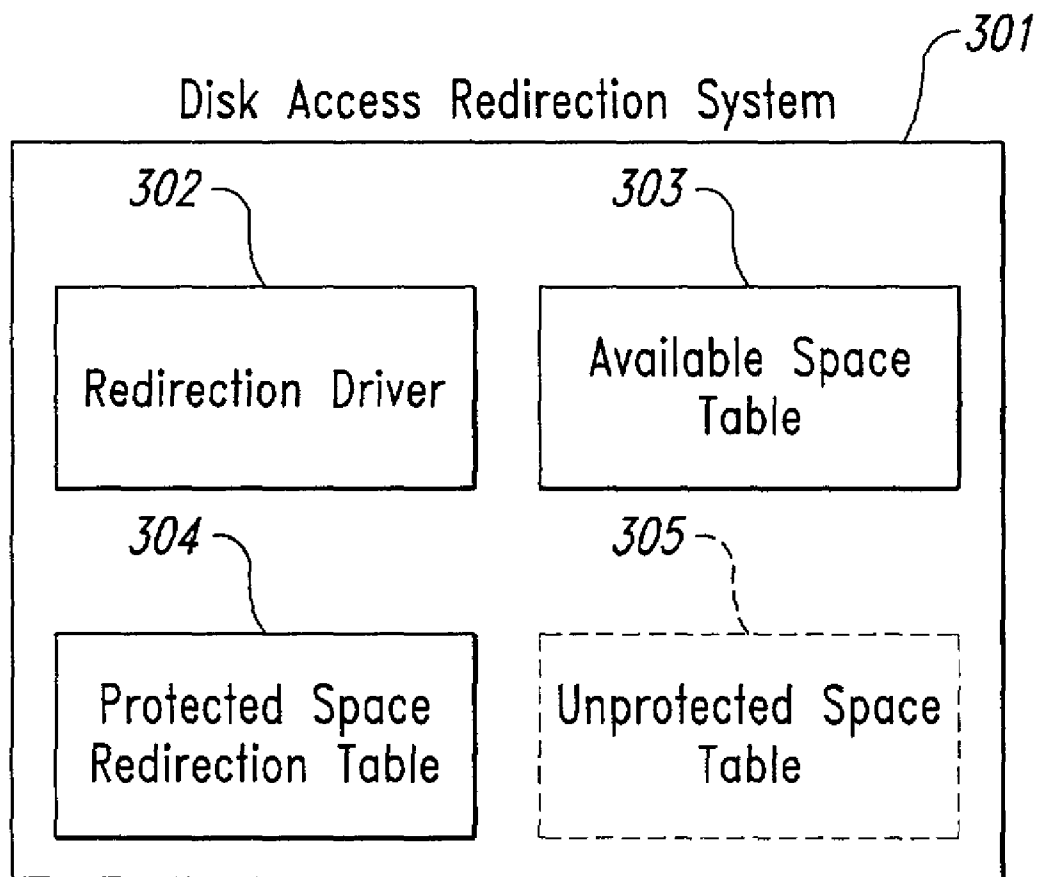 301
Disk Access Redirection System
302
303
Redirection Driver
Available Space
Table
304
305
Protected Space
Redirection Table
Unprotected Space
Table